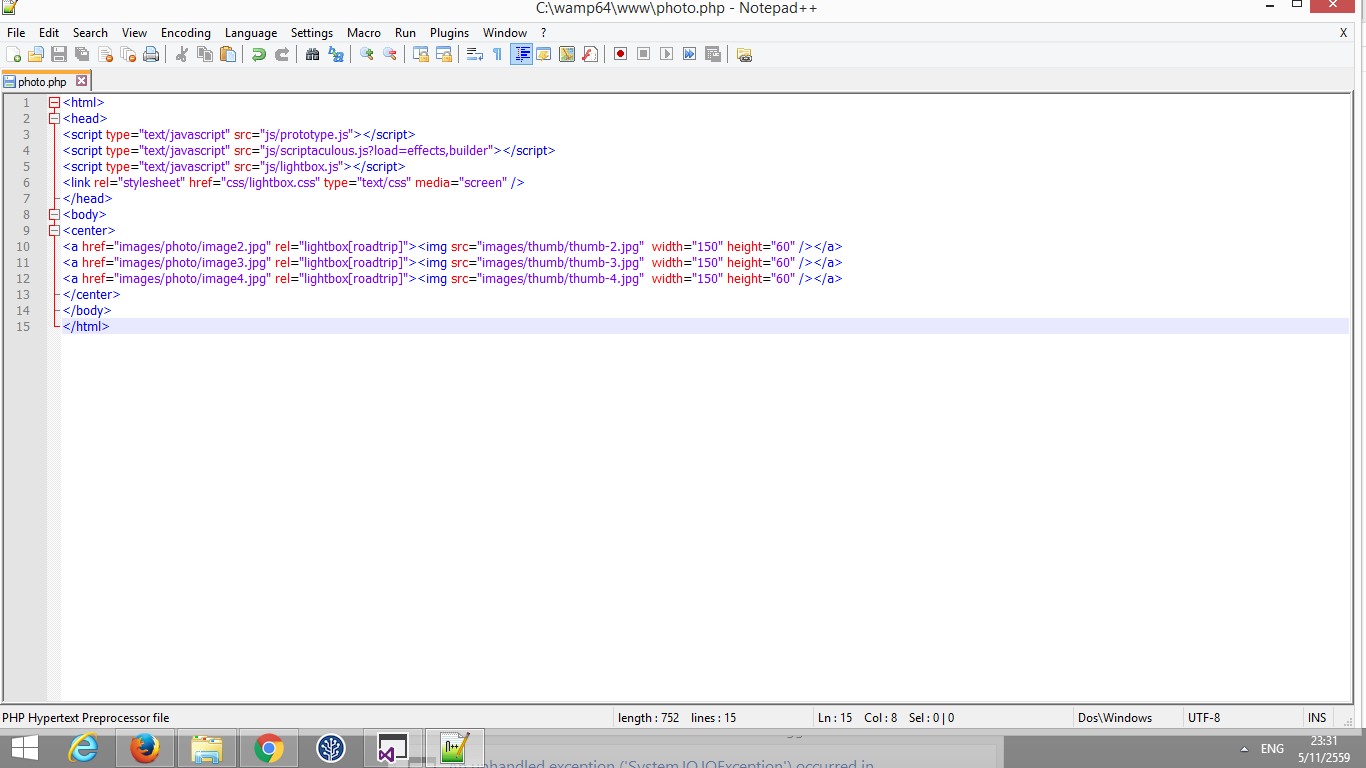 C:\wamp64\www\photo.php - Notepad++
File Edit Search View Encoding Language Settings Macro Run Plugins Window ? X
photo.php
1 <html>
2 <head>
3 <script type="text/javascript" src="js/prototype.js"></script>
4 <script type="text/javascript" src="js/scriptaculous.js?load=effects,builder"></script>
5 <script type="text/javascript" src="js/lightbox.js"></script>
6 <link rel="stylesheet" href="css/lightbox.css" type="text/css" media="screen" />
7 </head>
8 <body>
9 <center>
10 <a href="images/photo/image2.jpg" rel="lightbox[roadtrip]"><img src="images/thumb/thumb-2.jpg"  width="150" height="60" /></a>
11 <a href="images/photo/image3.jpg" rel="lightbox[roadtrip]"><img src="images/thumb/thumb-3.jpg"  width="150" height="60" /></a>
12 <a href="images/photo/image4.jpg" rel="lightbox[roadtrip]"><img src="images/thumb/thumb-4.jpg"  width="150" height="60" /></a>
13 </center>
14 </body>
15 </html>
PHP Hypertext Preprocessor file length : 752 lines : 15 Ln : 15 Col : 8 Sel : 0 | 0 Dos\Windows UTF-8 INS
ENG 23:31
5/11/2559
unhandled exception ('System.IO.IOException') occurred in